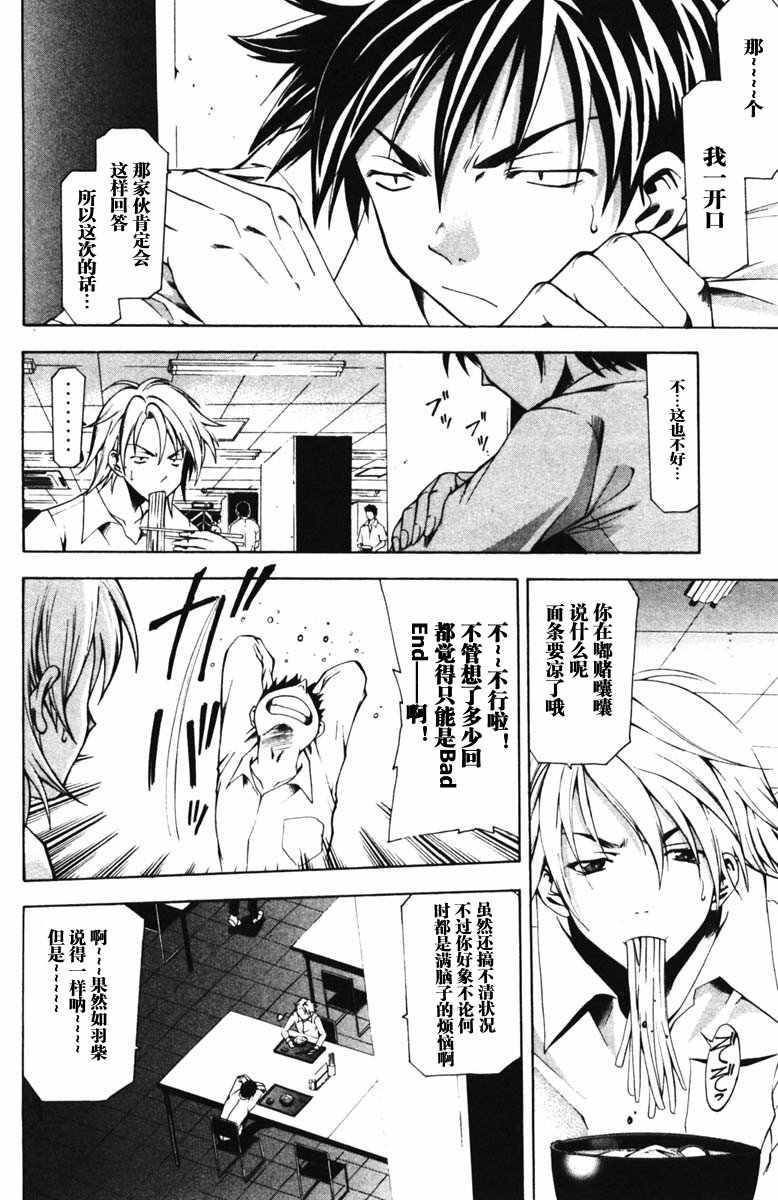 那~~~~个
我一开口
那家伙肯定会
这样回答
所以这次的话…
不…这也不好…
ブツ
ブツ
……
你在嘟赌囔囔
说什么呢
面条要凉了哦
ぞぞ
不~~不行啦！
不管想了多少回
都觉得只能是Bad
End——啊！
虽然还搞不清状况
不过你好象不论何
时都是满脑子的烦恼啊
啊~~~果然如羽柴
说得一样呐~~~~
但是~~~~~